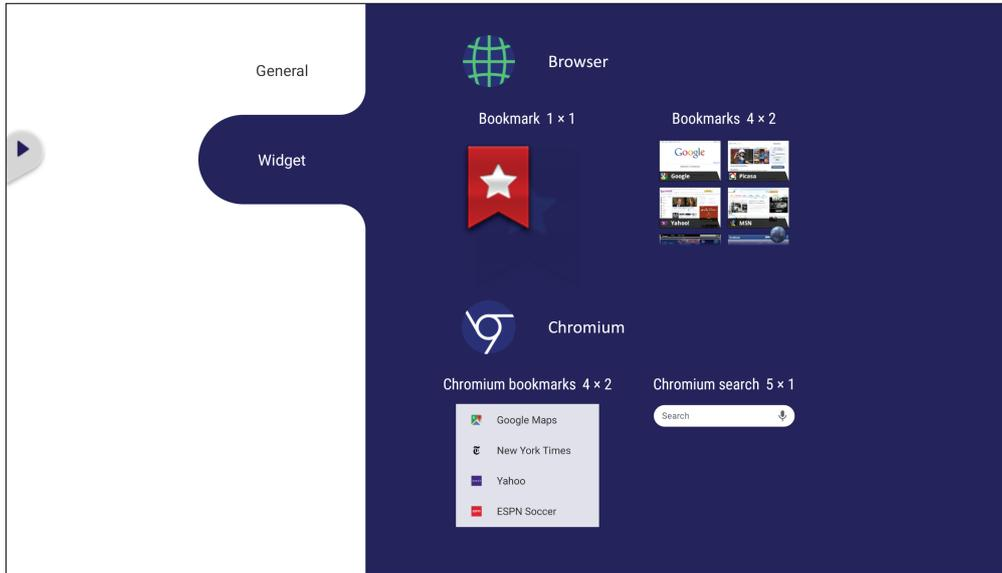 General
Widget
Browser
Bookmark 1 × 1
Bookmarks 4 × 2
Google
Google
Picasa
Yahoo!
MSN
Chromium
Chromium bookmarks 4 × 2
Chromium search 5 × 1
Google Maps
New York Times
Yahoo
ESPN Soccer
Search